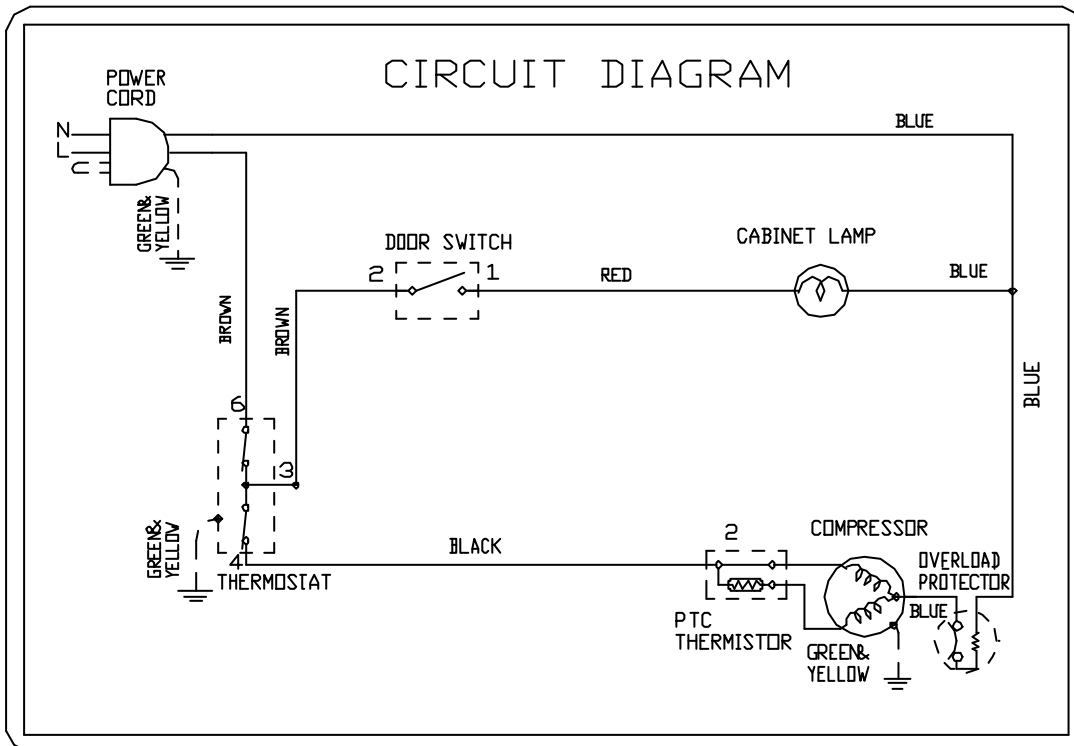 CIRCUIT DIAGRAM
POWER
CORD
N
L
BLUE
GREEN&
YELLOW
DOOR SWITCH
2
1
RED
CABINET LAMP
BLUE
BROWN
BROWN
BLUE
6
3
GREEN&
YELLOW
4
THERMOSTAT
BLACK
2
PTC
THERMISTOR
COMPRESSOR
OVERLOAD
PROTECTOR
BLUE
GREEN&
YELLOW